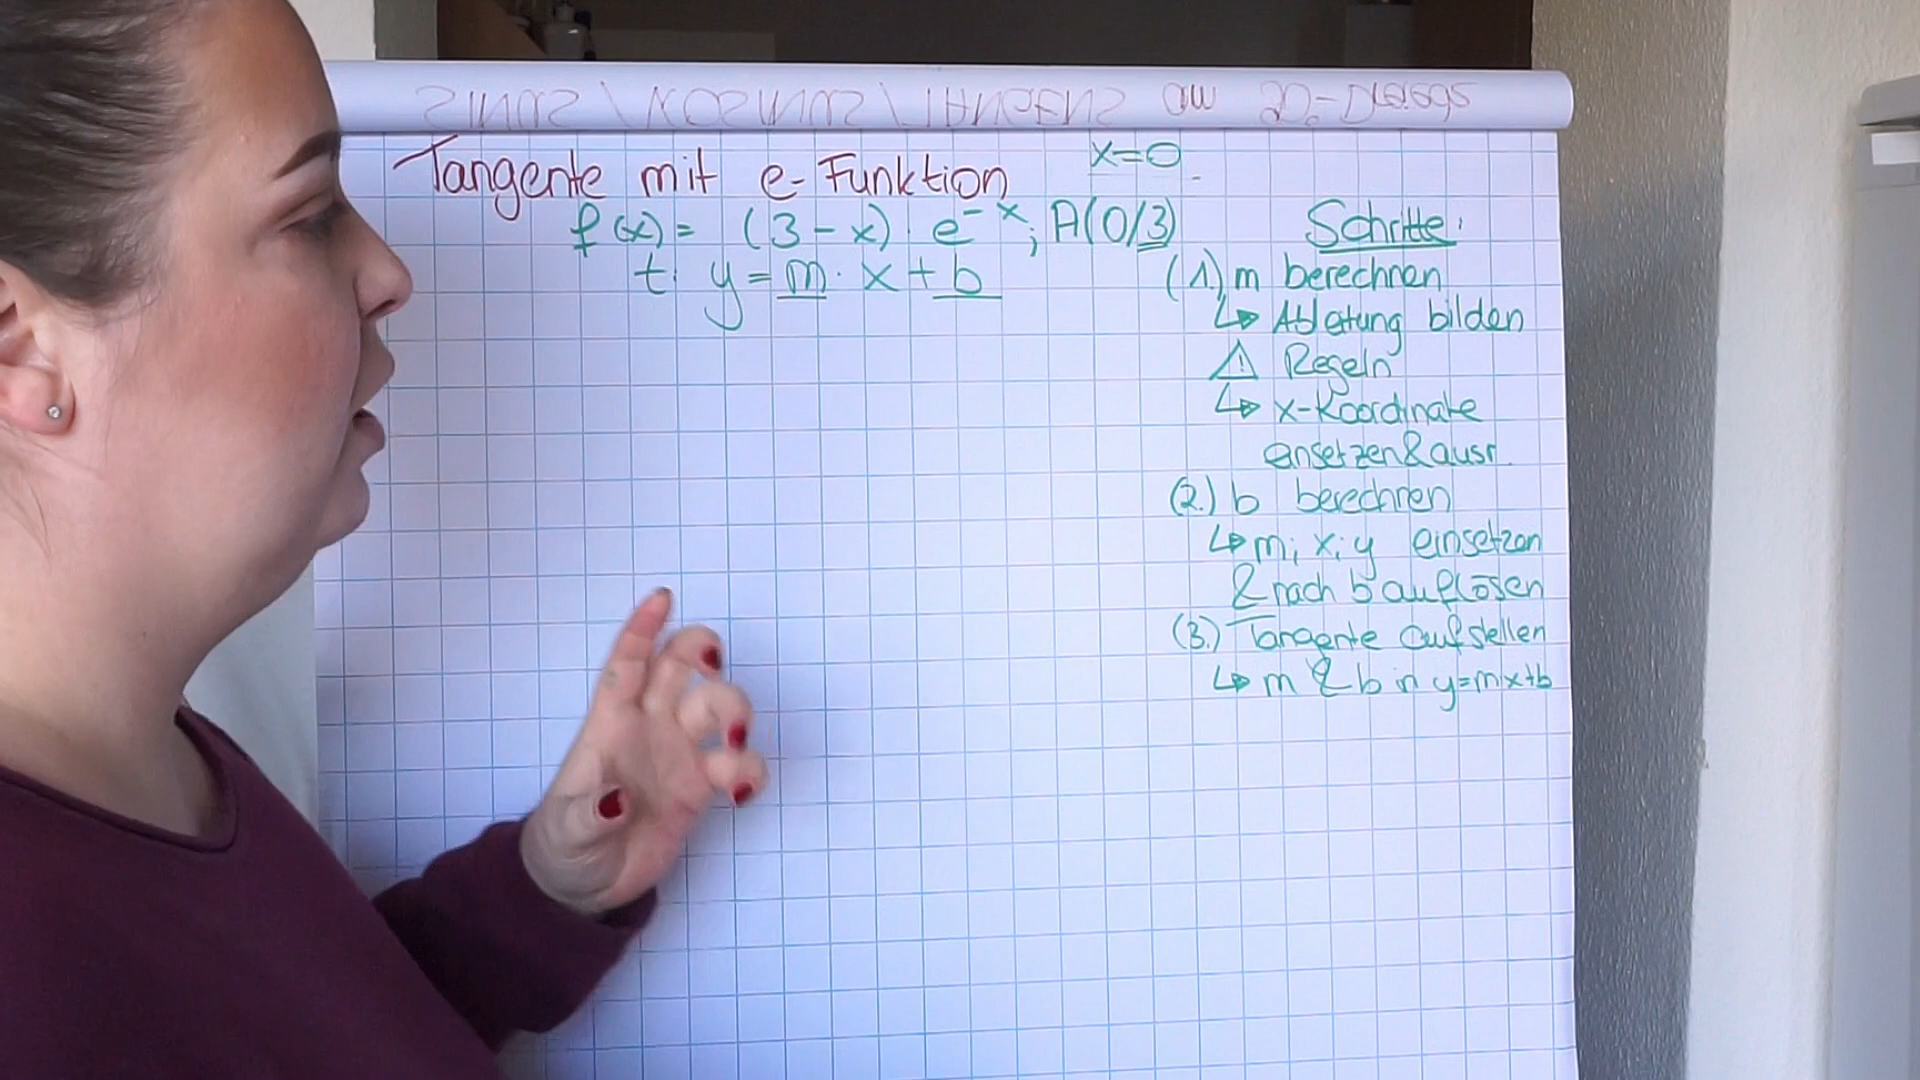 Tangente mit e-Funktion
x=0
f(x)= (3-x)·e^-x; A(0/3)
t: y=m·x+b
Schritte:
(1.) m berechnen
↳ Ableitung bilden
⚠ Regeln
↳ x-Koordinate
einsetzen&ausr.
(2.) b berechnen
↳ m; x; y einsetzen
& nach b auflösen
(3.) Tangente aufstellen
↳ m & b in y=mx+b